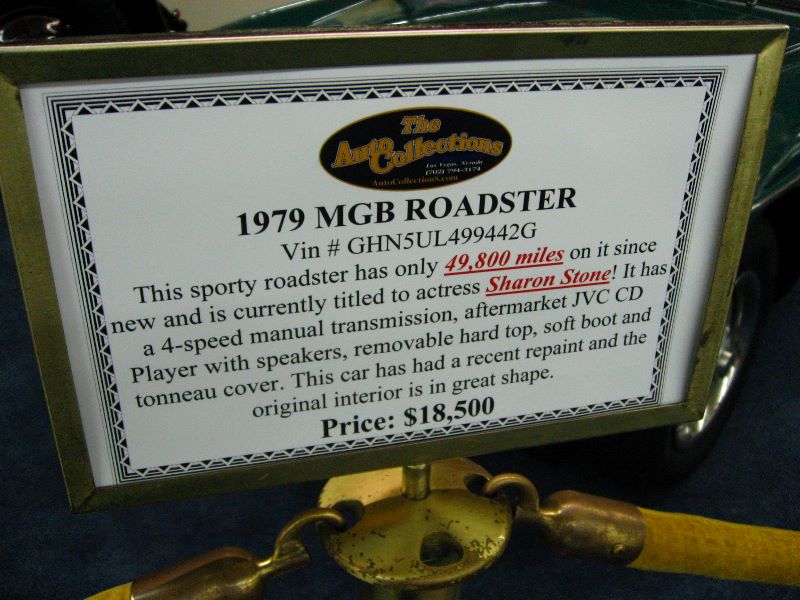 The
Auto
Collections
Las Vegas, Nevada
(702) 794-3174
AutoCollections.com
1979 MGB ROADSTER
Vin # GHN5UL499442G
This sporty roadster has only 49,800 miles on it since
new and is currently titled to actress Sharon Stone! It has
a 4-speed manual transmission, aftermarket JVC CD
Player with speakers, removable hard top, soft boot and
tonneau cover. This car has had a recent repaint and the
original interior is in great shape.
Price: $18,500